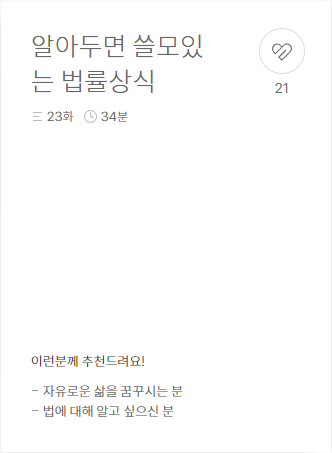 알아두면 쓸모있
는 법률상식
21
23화 34분
이런분께 추천드려요!
- 자유로운 삶을 꿈꾸시는 분
- 법에 대해 알고 싶으신 분